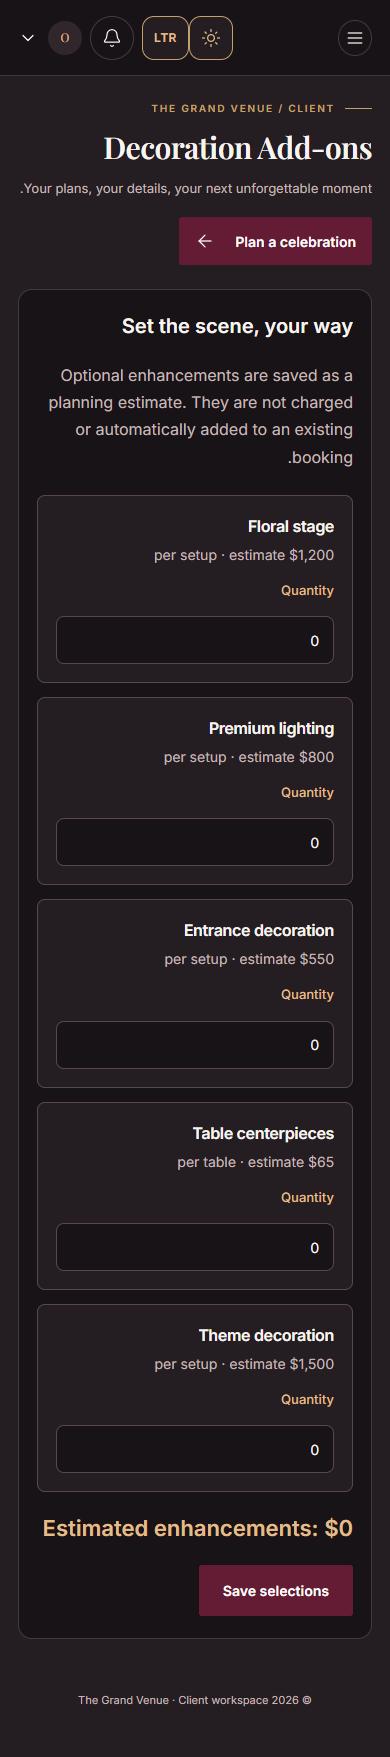 O
LTR
THE GRAND VENUE / CLIENT
Decoration Add-ons
.Your plans, your details, your next unforgettable moment
Plan a celebration
Set the scene, your way
Optional enhancements are saved as a
planning estimate. They are not charged
or automatically added to an existing
.booking
Floral stage
per setup · estimate $1,200
Quantity
0
Premium lighting
per setup · estimate $800
Quantity
0
Entrance decoration
per setup · estimate $550
Quantity
0
Table centerpieces
per table · estimate $65
Quantity
0
Theme decoration
per setup · estimate $1,500
Quantity
0
Estimated enhancements: $0
Save selections
The Grand Venue · Client workspace 2026 ©